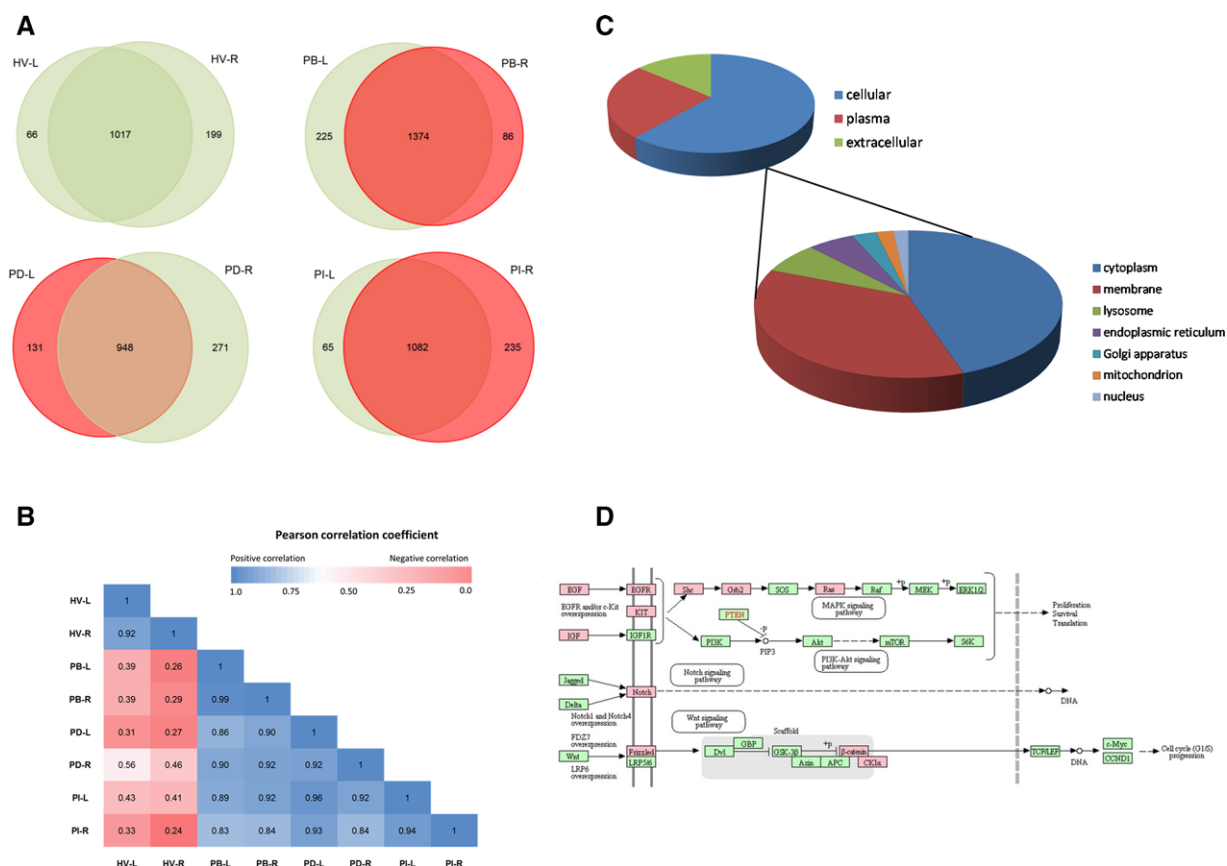 A
HV-L
HV-R
66
1017
199
PB-L
PB-R
225
1374
86
PD-L
PD-R
131
948
271
PI-L
PI-R
65
1082
235
C
cellular
plasma
extracellular
cytoplasm
membrane
lysosome
endoplasmic reticulum
Golgi apparatus
mitochondrion
nucleus
B
Pearson correlation coefficient
Positive correlation
Negative correlation
1.0
0.75
0.50
0.25
0.0
HV-L 1
HV-R 0.92 1
PB-L 0.39 0.26 1
PB-R 0.39 0.29 0.99 1
PD-L 0.31 0.27 0.86 0.90 1
PD-R 0.56 0.46 0.90 0.92 0.92 1
PI-L 0.43 0.41 0.89 0.92 0.96 0.92 1
PI-R 0.33 0.24 0.83 0.84 0.93 0.84 0.94 1
HV-L HV-R PB-L PB-R PD-L PD-R PI-L PI-R
D
EGF
EGFR
EGFR and/or c-Kit
overexpression
KIT
IGF
IGF1R
Shc
Grb2
SOS
Ras
Raf
+p
MEK
+p
ERK1/2
MAPK signaling
pathway
PTEN
-p
PI3K
PIP3
Akt
mTOR
S6K
PI3K-Akt signaling
pathway
Proliferation
Survival
Translation
Jagged
Delta
Notch
Notch signaling
pathway
Notch1 and Notch4
overexpression
DNA
Wnt signaling
pathway
FDZ7
overexpression
Wnt
LRP6
overexpression
Frizzled
LRP5/6
Scaffold
Dvl
GBP
GSK-3β
+p
Axin
APC
β-catenin
CKIα
TCF/LEF
DNA
c-Myc
CCND1
Cell cycle (G1/S)
progression